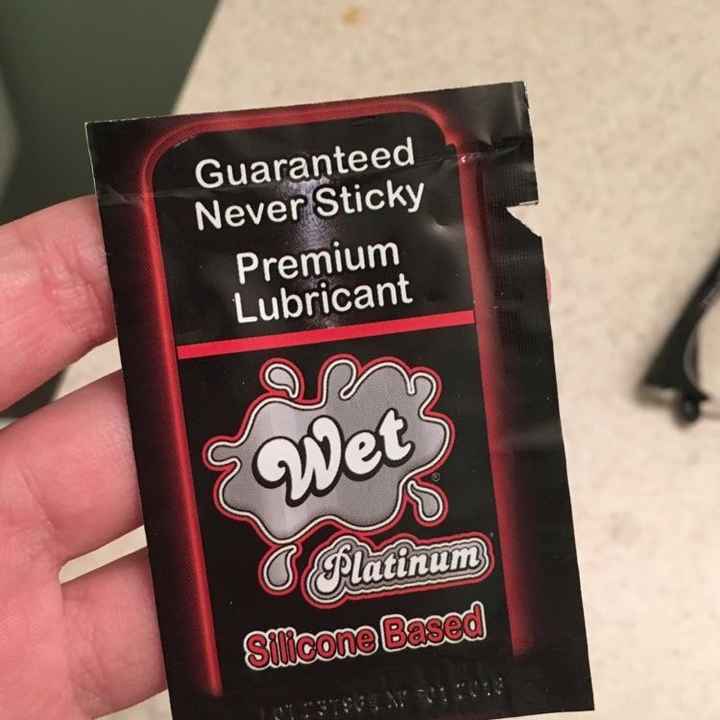 Guaranteed
Never Sticky
Premium
Lubricant
Wet
®
Platinum
Silicone Based